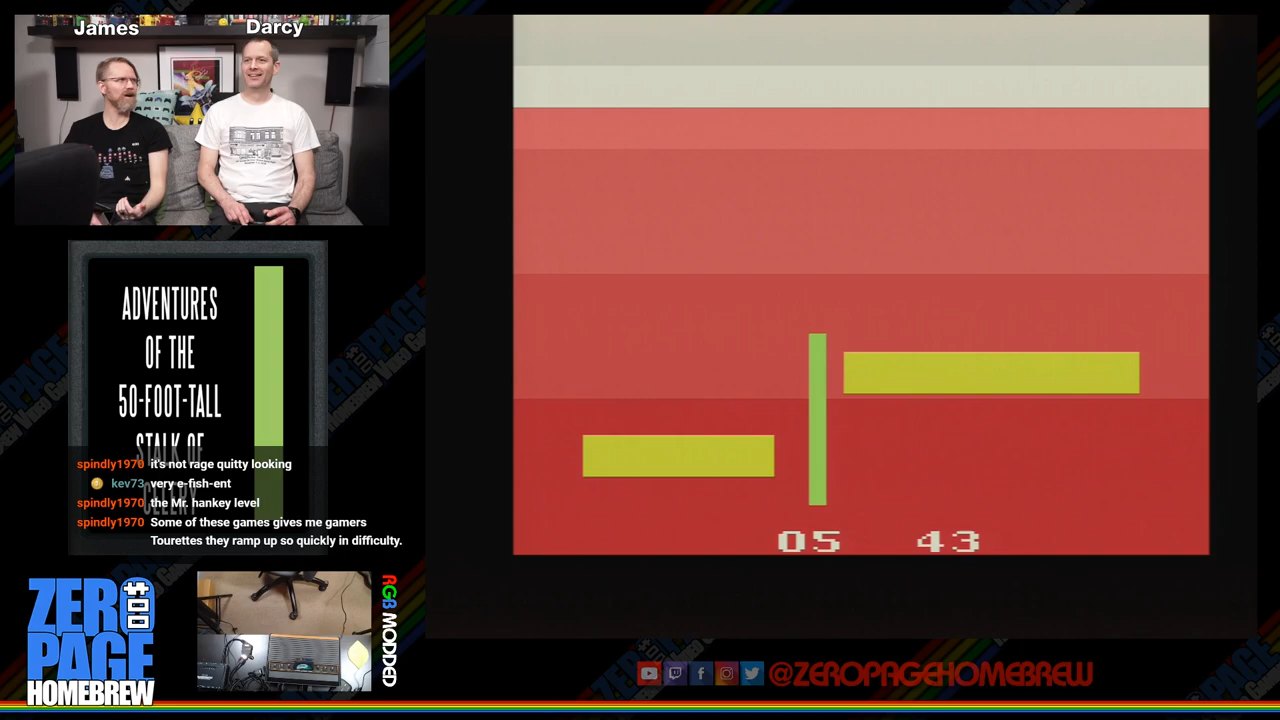 James
Darcy
ADVENTURES
OF THE
50-FOOT-TALL
STALK OF
CELERY
spindly1970 it's not rage quitty looking
kev73 very e-fish-ent
spindly1970 the Mr. hankey level
spindly1970 Some of these games gives me gamers
Tourettes they ramp up so quickly in difficulty.
05 43
ZERO
PAGE
HOMEBREW
RGB MODDED
@ZEROPAGEHOMEBREW